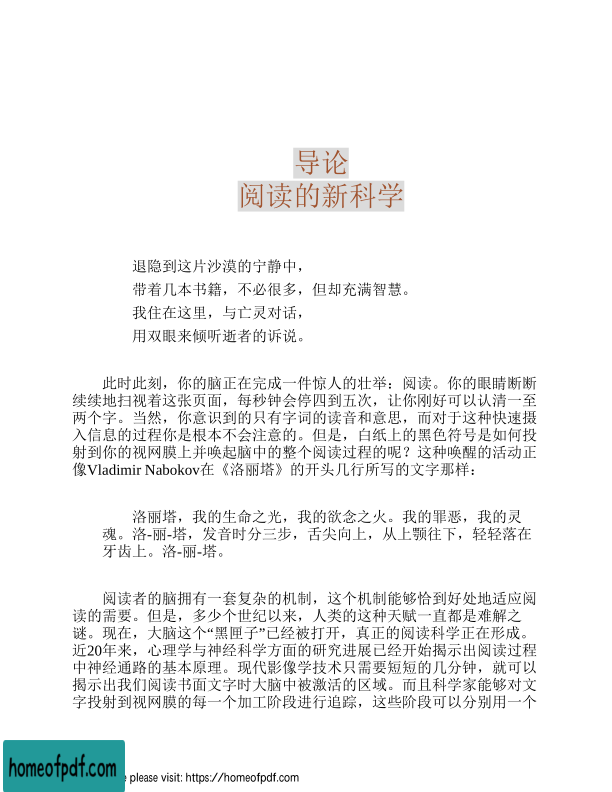 导论
阅读的新科学
退隐到这片沙漠的宁静中，
带着几本书籍，不必很多，但却充满智慧。
我住在这里，与亡灵对话，
用双眼来倾听逝者的诉说。
此时此刻，你的脑正在完成一件惊人的壮举：阅读。你的眼睛断断
续续地扫视着这张页面，每秒钟会停四到五次，让你刚好可以认清一至
两个字。当然，你意识到的只有字词的读音和意思，而对于这种快速摄
入信息的过程你是根本不会注意的。但是，白纸上的黑色符号是如何投
射到你的视网膜上并唤起脑中的整个阅读过程的呢？这种唤醒的活动正
像Vladimir Nabokov在《洛丽塔》的开头几行所写的文字那样：
洛丽塔，我的生命之光，我的欲念之火。我的罪恶，我的灵
魂。洛-丽-塔，发音时分三步，舌尖向上，从上颚往下，轻轻落在
牙齿上。洛-丽-塔。
阅读者的脑拥有一套复杂的机制，这个机制能够恰到好处地适应阅
读的需要。但是，多少个世纪以来，人类的这种天赋一直都是难解之
谜。现在，大脑这个“黑匣子”已经被打开，真正的阅读科学正在形成。
近20年来，心理学与神经科学方面的研究进展已经开始揭示出阅读过程
中神经通路的基本原理。现代影像学技术只需要短短的几分钟，就可以
揭示出我们阅读书面文字时大脑中被激活的区域。而且科学家能够对文
字投射到视网膜的每一个加工阶段进行追踪，这些阶段可以分别用一个
homeofpdf.com
e please visit: https://homeofpdf.com